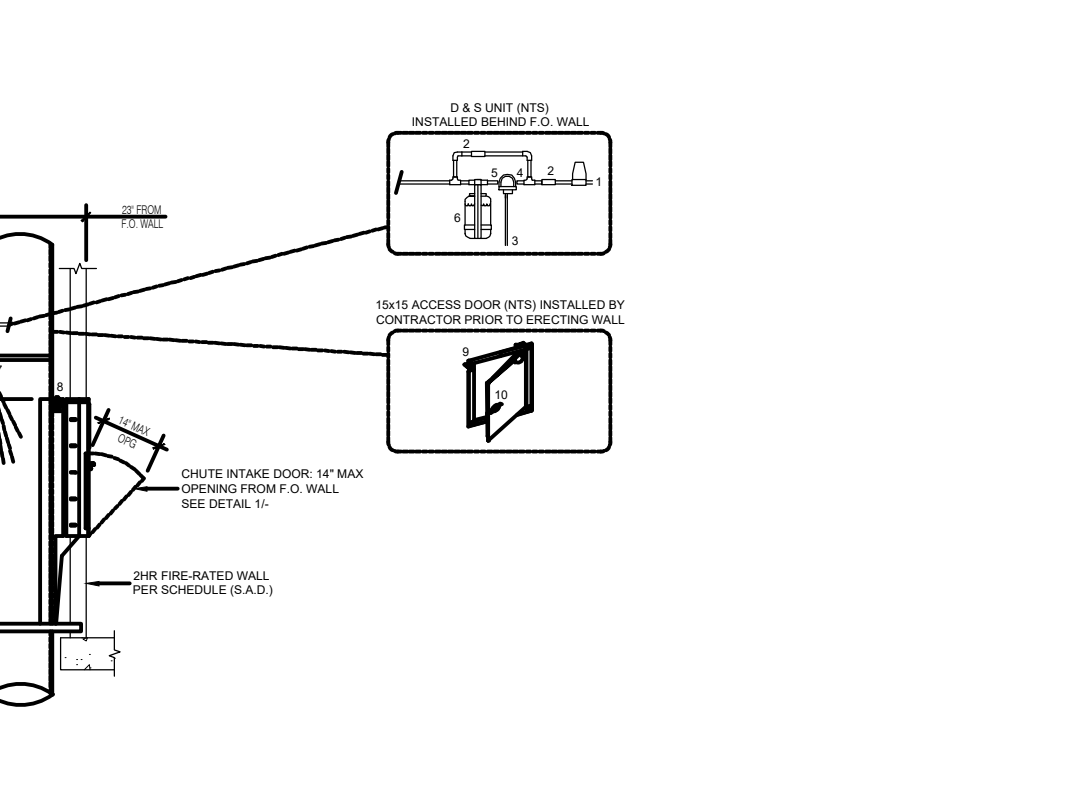 D & S UNIT (NTS)
INSTALLED BEHIND F.O. WALL
2
5
4
2
1
6
3
23" FROM
F.O. WALL
15x15 ACCESS DOOR (NTS) INSTALLED BY
CONTRACTOR PRIOR TO ERECTING WALL
9
10
8
14" MAX
OPG
CHUTE INTAKE DOOR: 14" MAX
OPENING FROM F.O. WALL
SEE DETAIL 1/-
2HR FIRE-RATED WALL
PER SCHEDULE (S.A.D.)